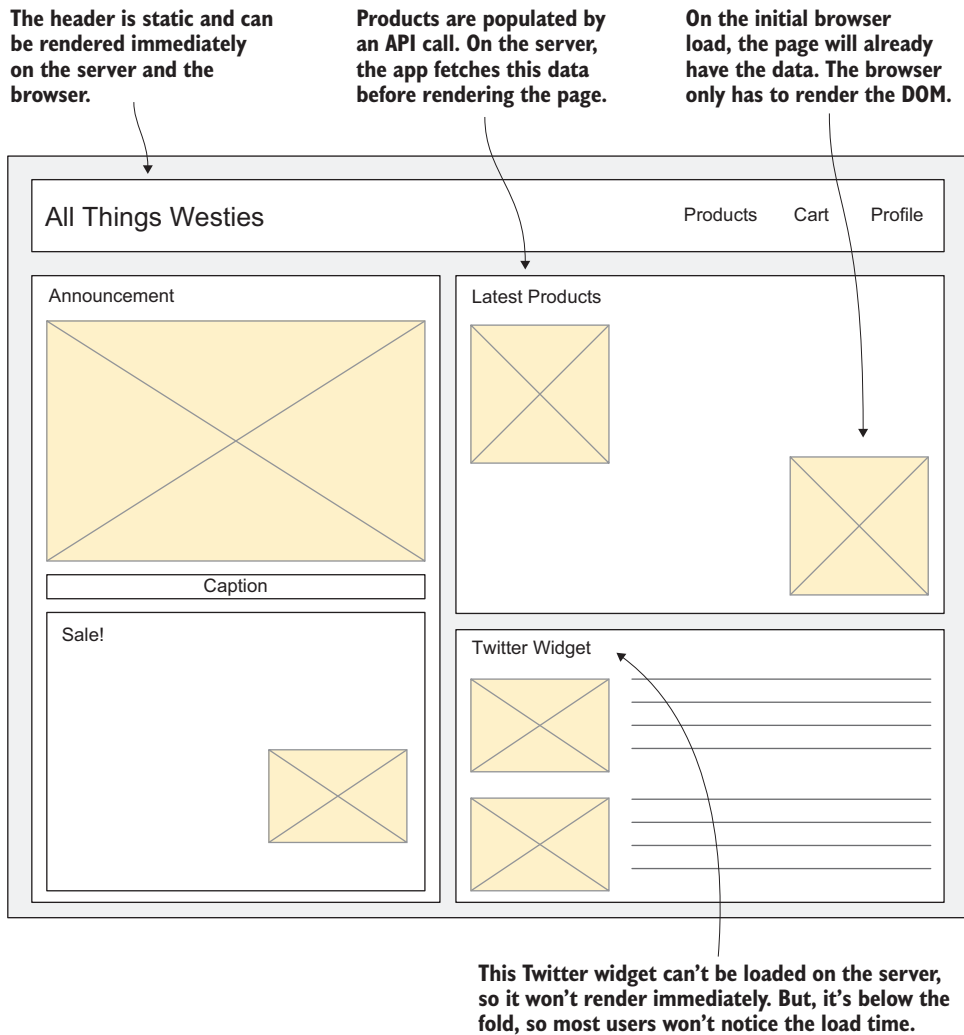 The header is static and can
be rendered immediately
on the server and the
browser.
Products are populated by
an API call. On the server,
the app fetches this data
before rendering the page.
On the initial browser
load, the page will already
have the data. The browser
only has to render the DOM.
All Things Westies
Products
Cart
Profile
Announcement
Caption
Sale!
Latest Products
Twitter Widget
This Twitter widget can't be loaded on the server,
so it won't render immediately. But, it's below the
fold, so most users won't notice the load time.